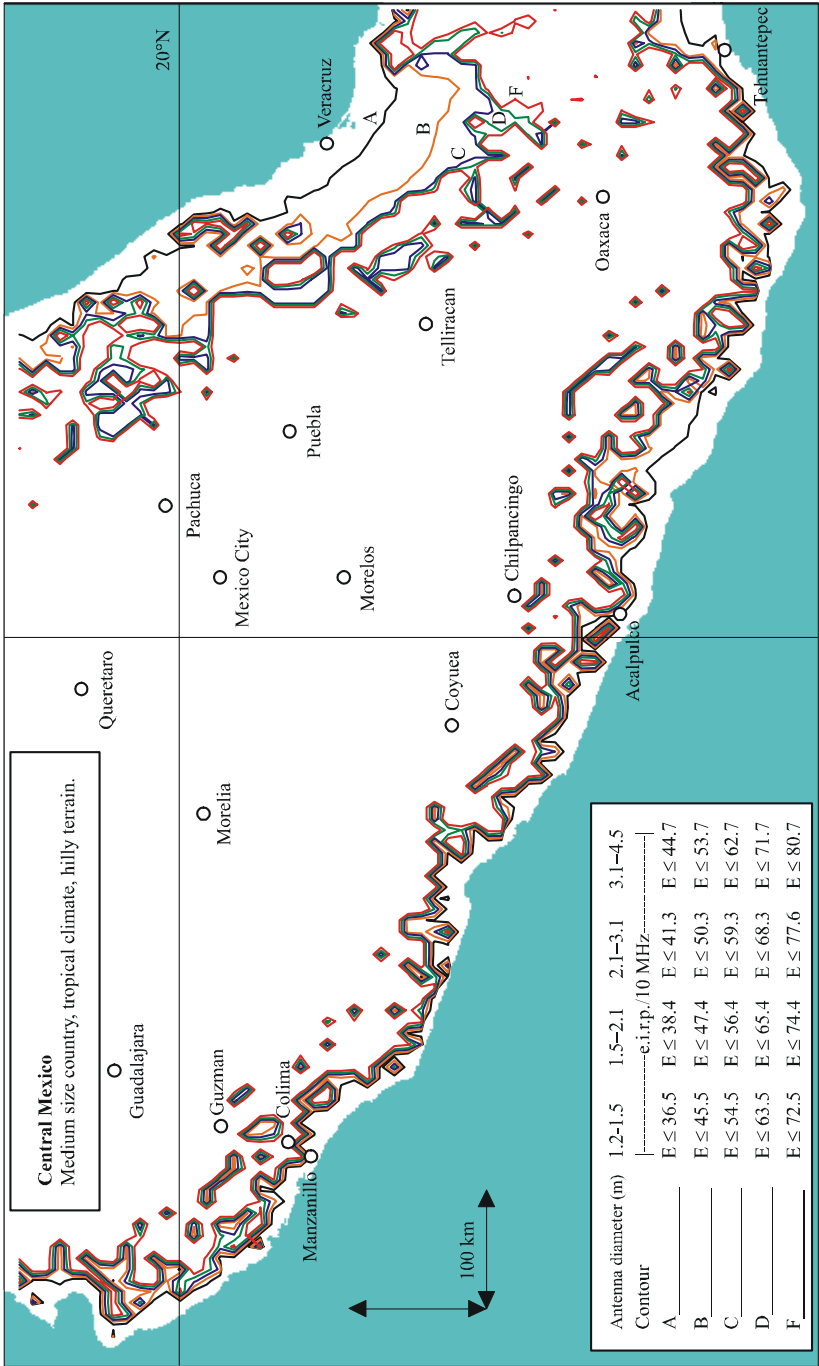 Central Mexico
Medium size country, tropical climate, hilly terrain.
20°N
Veracruz
A
B
C
D
F
Tehuantepec
Oaxaca
Telliracan
Puebla
Pachuca
Mexico City
Morelos
Chilpancingo
Acalpulco
Queretaro
Coyuea
Morelia
Guadalajara
Guzman
Colima
Manzanillo
100 km
Antenna diameter (m) 1.2-1.5 1.5–2.1 2.1–3.1 3.1–4.5
Contour |--------------------e.i.r.p./10 MHz--------------------|
A E ≤ 36.5 E ≤ 38.4 E ≤ 41.3 E ≤ 44.7
B E ≤ 45.5 E ≤ 47.4 E ≤ 50.3 E ≤ 53.7
C E ≤ 54.5 E ≤ 56.4 E ≤ 59.3 E ≤ 62.7
D E ≤ 63.5 E ≤ 65.4 E ≤ 68.3 E ≤ 71.7
F E ≤ 72.5 E ≤ 74.4 E ≤ 77.6 E ≤ 80.7